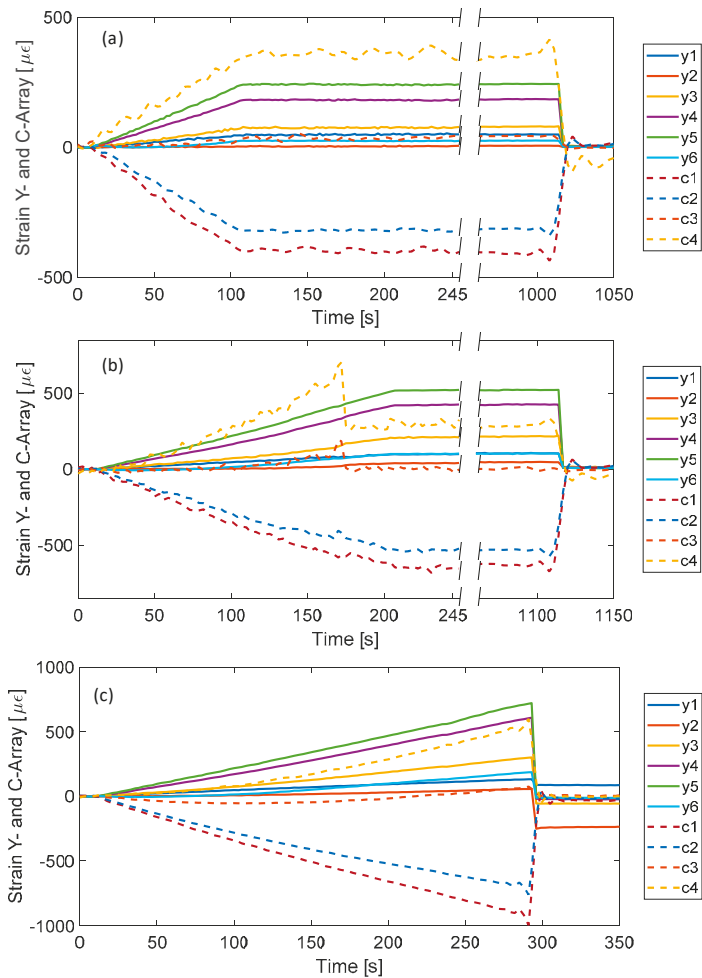 (a)
Strain Y- and C-Array [με]
500
0
-500
0
50
100
150
200
245
1000
1050
Time [s]
y1
y2
y3
y4
y5
y6
c1
c2
c3
c4
(b)
Strain Y- and C-Array [με]
500
0
-500
0
50
100
150
200
245
1100
1150
Time [s]
y1
y2
y3
y4
y5
y6
c1
c2
c3
c4
(c)
Strain Y- and C-Array [με]
1000
500
0
-500
-1000
0
50
100
150
200
250
300
350
Time [s]
y1
y2
y3
y4
y5
y6
c1
c2
c3
c4